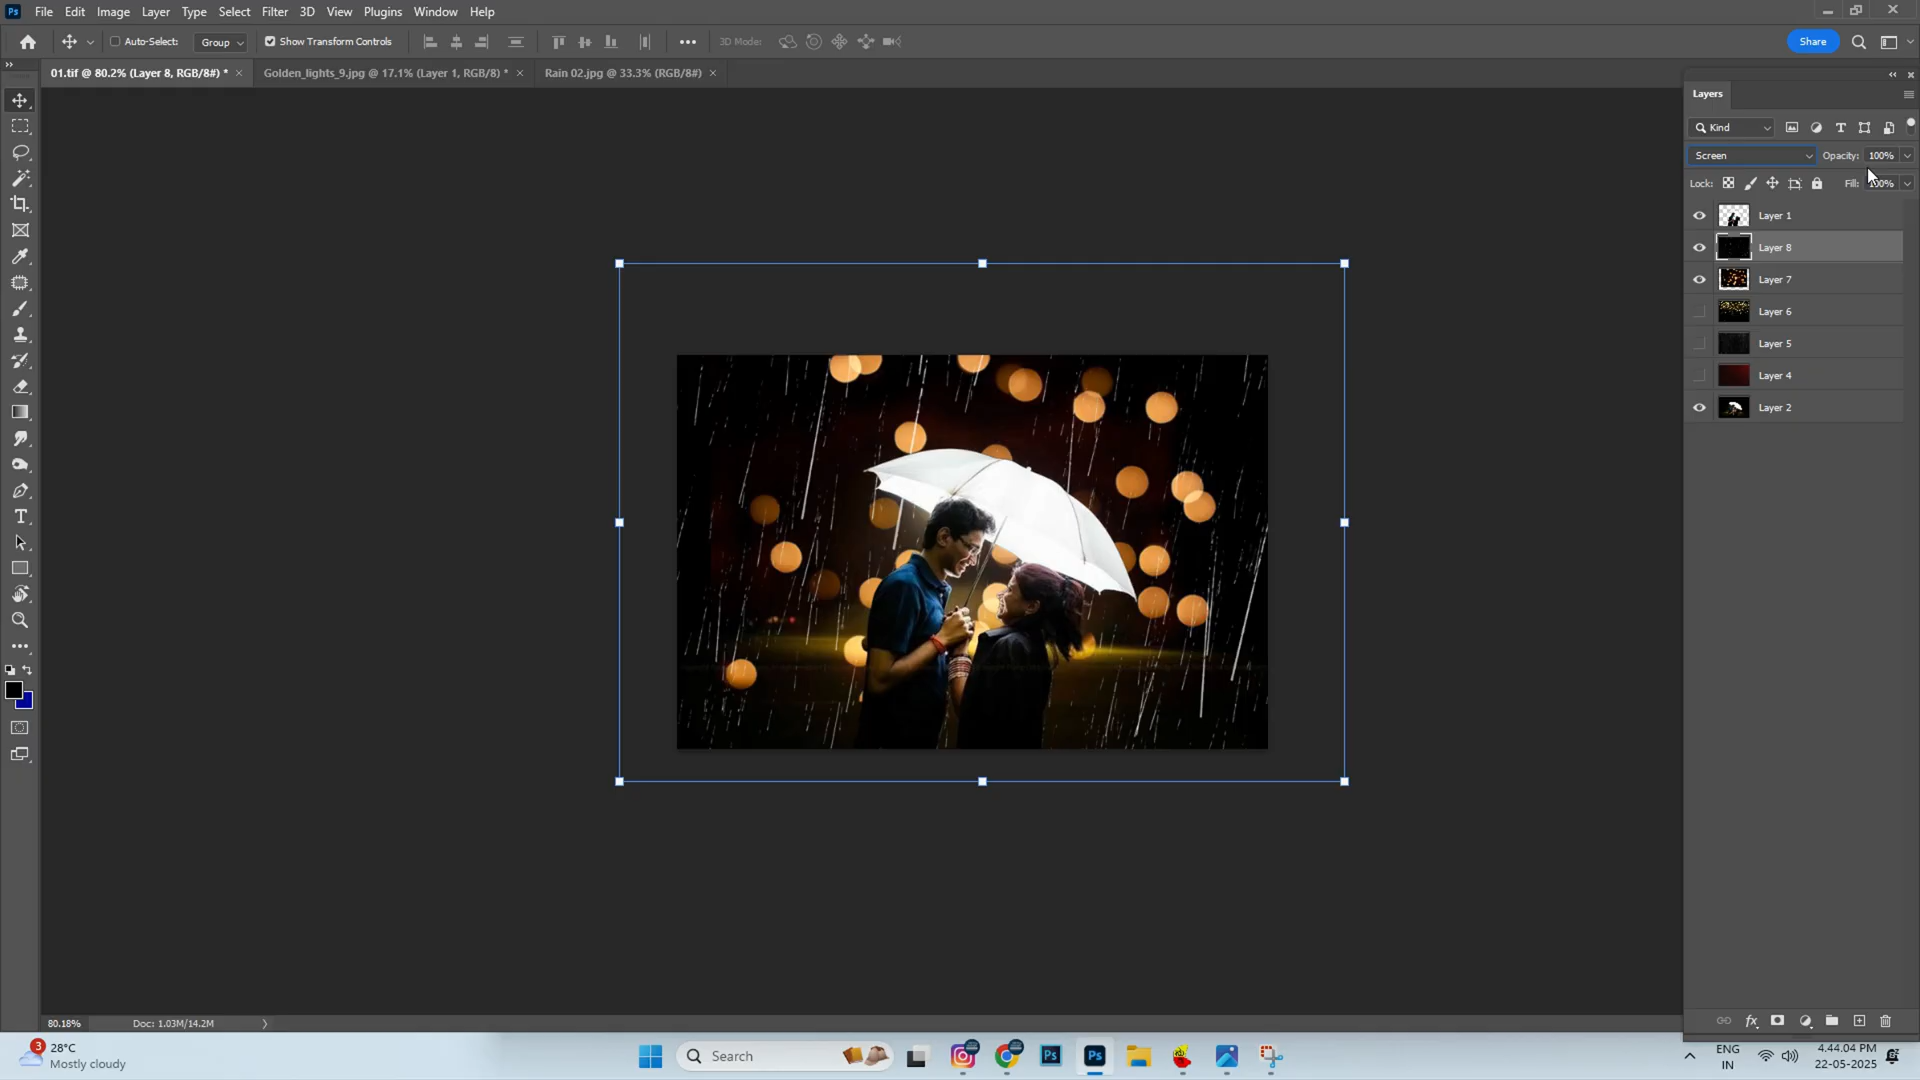 Ps File Edit Image Layer Type Select Filter 3D View Plugins Window Help
Auto-Select: Group Show Transform Controls 3D Mode: Share
01.tif @ 80.2% (Layer 8, RGB/8#) * × Golden_lights_9.jpg @ 17.1% (Layer 1, RGB/8) * × Rain 02.jpg @ 33.3% (RGB/8#) ×
Layers
Kind
Screen Opacity: 100%
Lock: Fill: 100%
Layer 1
Layer 8
Layer 7
Layer 6
Layer 5
Layer 4
Layer 2
80.18% Doc: 1.03M/14.2M
3 28°C
Mostly cloudy
Search
Ps Ps
ENG
IN
4.44.04 PM
22-05-2025